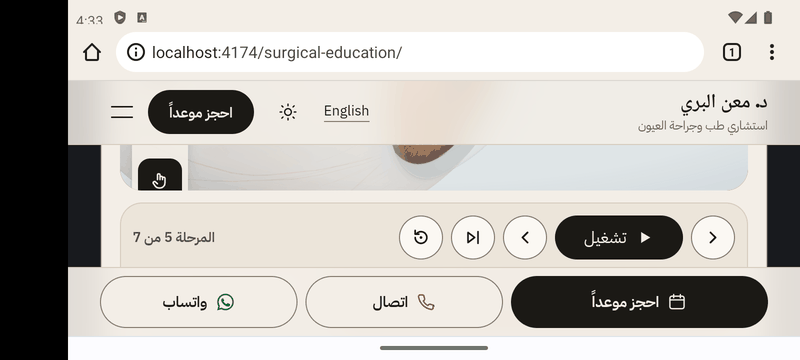 4:33
localhost:4174/surgical-education/
1
د. معن البري
استشاري طب وجراحة العيون
English
احجز موعداً
تشغيل
المرحلة 5 من 7
احجز موعداً
اتصال
واتساب